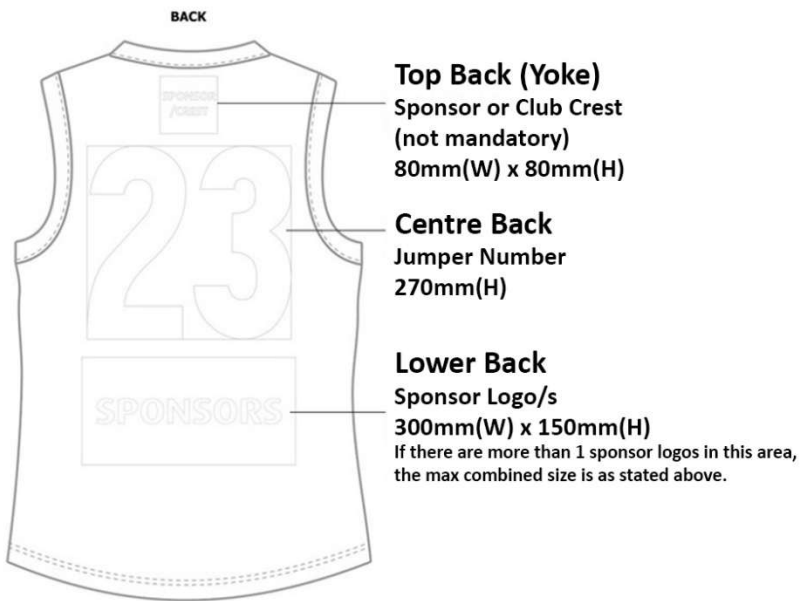 BACK
SPONSOR
/CREST
Top Back (Yoke)
Sponsor or Club Crest
(not mandatory)
80mm(W) x 80mm(H)
23
Centre Back
Jumper Number
270mm(H)
Lower Back
Sponsor Logo/s
300mm(W) x 150mm(H)
If there are more than 1 sponsor logos in this area,
the max combined size is as stated above.
SPONSORS